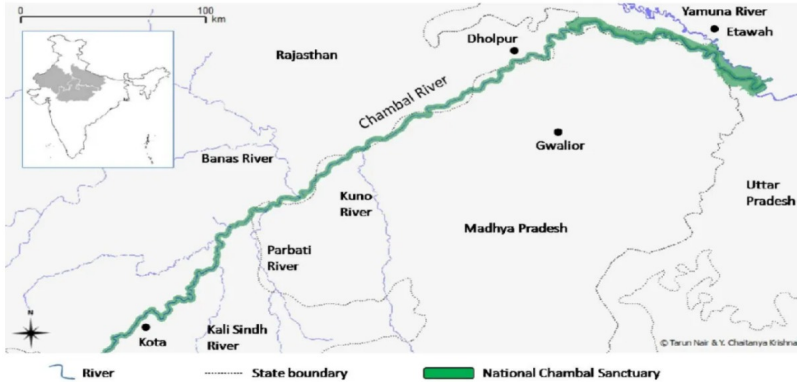 0
100
km
Yamuna River
Etawah
Dholpur
Rajasthan
Chambal River
Gwalior
Banas River
Kuno
River
Uttar
Pradesh
Madhya Pradesh
Parbati
River
N
Kota
Kali Sindh
River
© Tarun Nair & Y. Chaitanya Krishna
River
State boundary
National Chambal Sanctuary